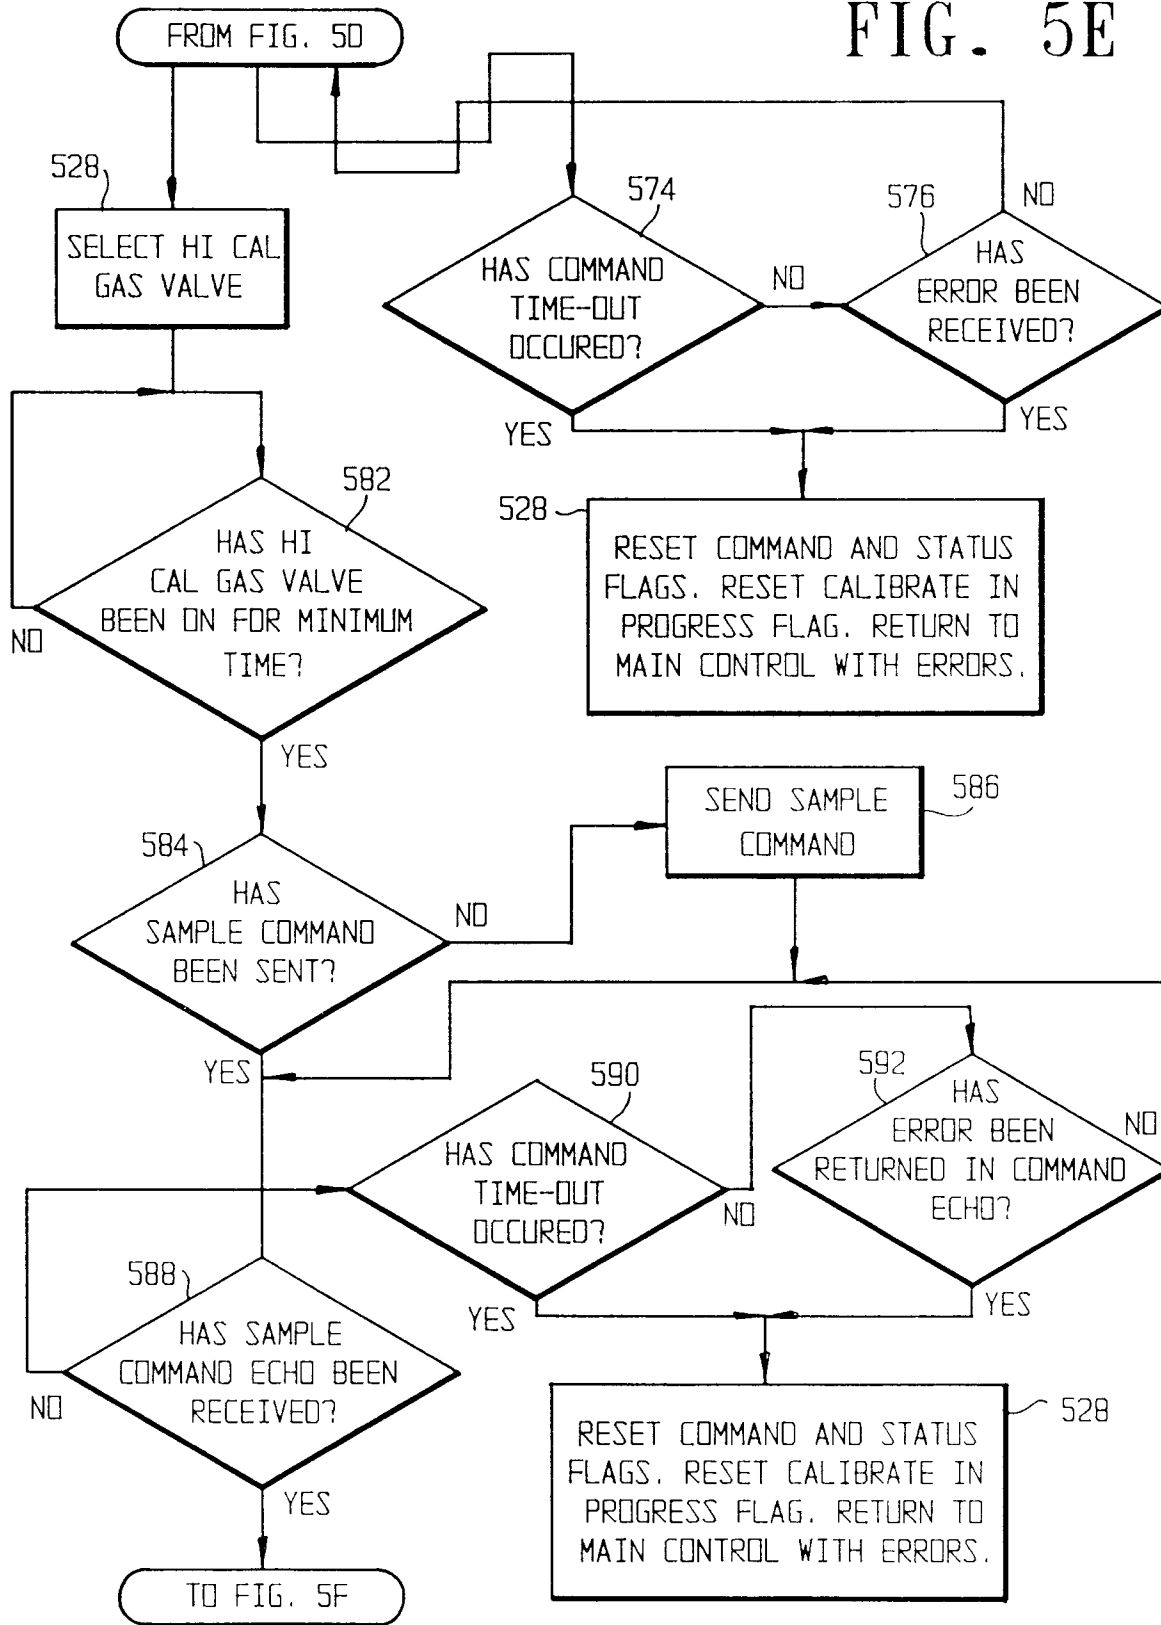 FIG. 5E
FROM FIG. 5D
528
SELECT HI CAL
GAS VALVE
574
HAS COMMAND
TIME-OUT
OCCURED?
NO
YES
576
NO
HAS
ERROR BEEN
RECEIVED?
YES
528
RESET COMMAND AND STATUS
FLAGS. RESET CALIBRATE IN
PROGRESS FLAG. RETURN TO
MAIN CONTROL WITH ERRORS.
582
HAS HI
CAL GAS VALVE
BEEN ON FOR MINIMUM
TIME?
NO
YES
584
HAS
SAMPLE COMMAND
BEEN SENT?
NO
YES
SEND SAMPLE
COMMAND
586
590
HAS COMMAND
TIME-OUT
OCCURED?
NO
YES
592
HAS
ERROR BEEN
RETURNED IN COMMAND
ECHO?
NO
YES
588
HAS SAMPLE
COMMAND ECHO BEEN
RECEIVED?
NO
YES
528
RESET COMMAND AND STATUS
FLAGS. RESET CALIBRATE IN
PROGRESS FLAG. RETURN TO
MAIN CONTROL WITH ERRORS.
TO FIG. 5F